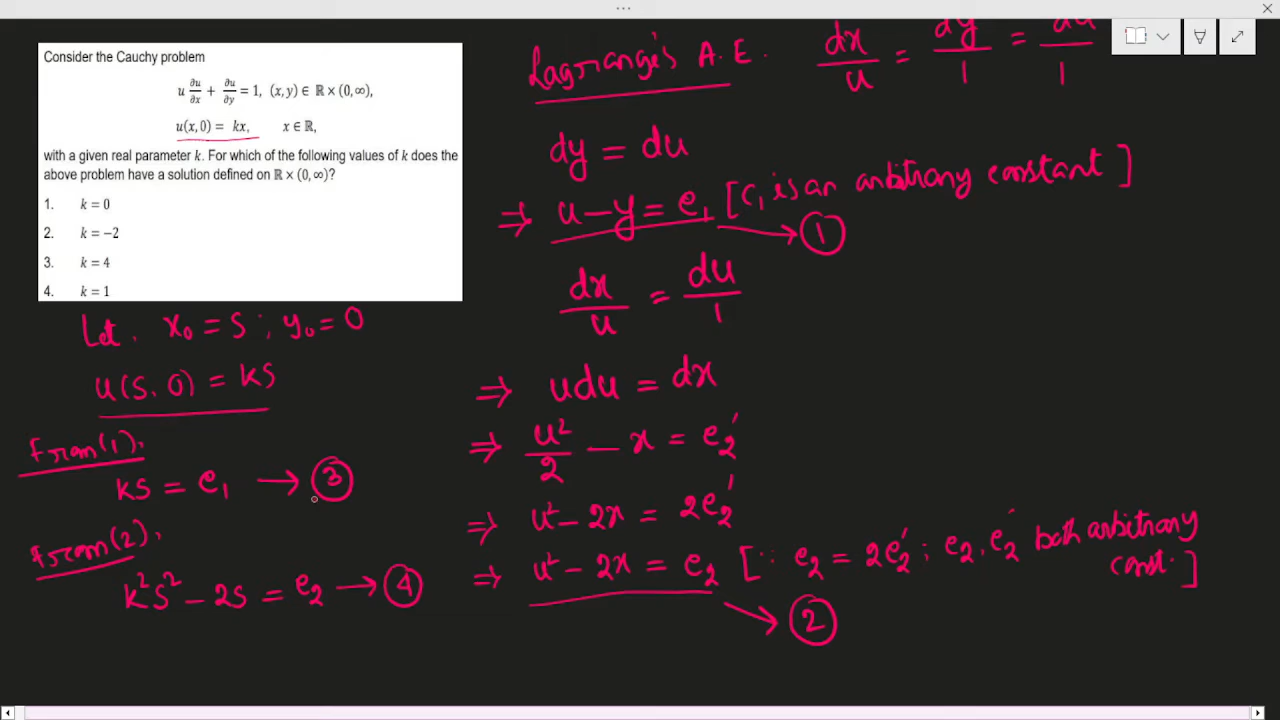 Consider the Cauchy problem
u ∂u/∂x + ∂u/∂y = 1, (x, y) ∈ ℝ × (0, ∞),
u(x, 0) = kx, x ∈ ℝ,
with a given real parameter k. For which of the following values of k does the
above problem have a solution defined on ℝ × (0, ∞)?
1. k = 0
2. k = -2
3. k = 4
4. k = 1
Let, x₀ = s ; y₀ = 0
u(s, 0) = ks
From (1),
ks = c₁ → ③
From (2),
k²s² - 2s = c₂ → ④
Lagrange's A.E. dx/u = dy/1 = du/1
dy = du
⇒ u - y = c₁ [c₁ is an arbitrary constant]
→ ①
dx/u = du/1
⇒ u du = dx
⇒ u²/2 - x = c₂'
⇒ u² - 2x = 2c₂'
⇒ u² - 2x = c₂ [∵ c₂ = 2c₂' ; c₂, c₂' both arbitrary
const.]
→ ②